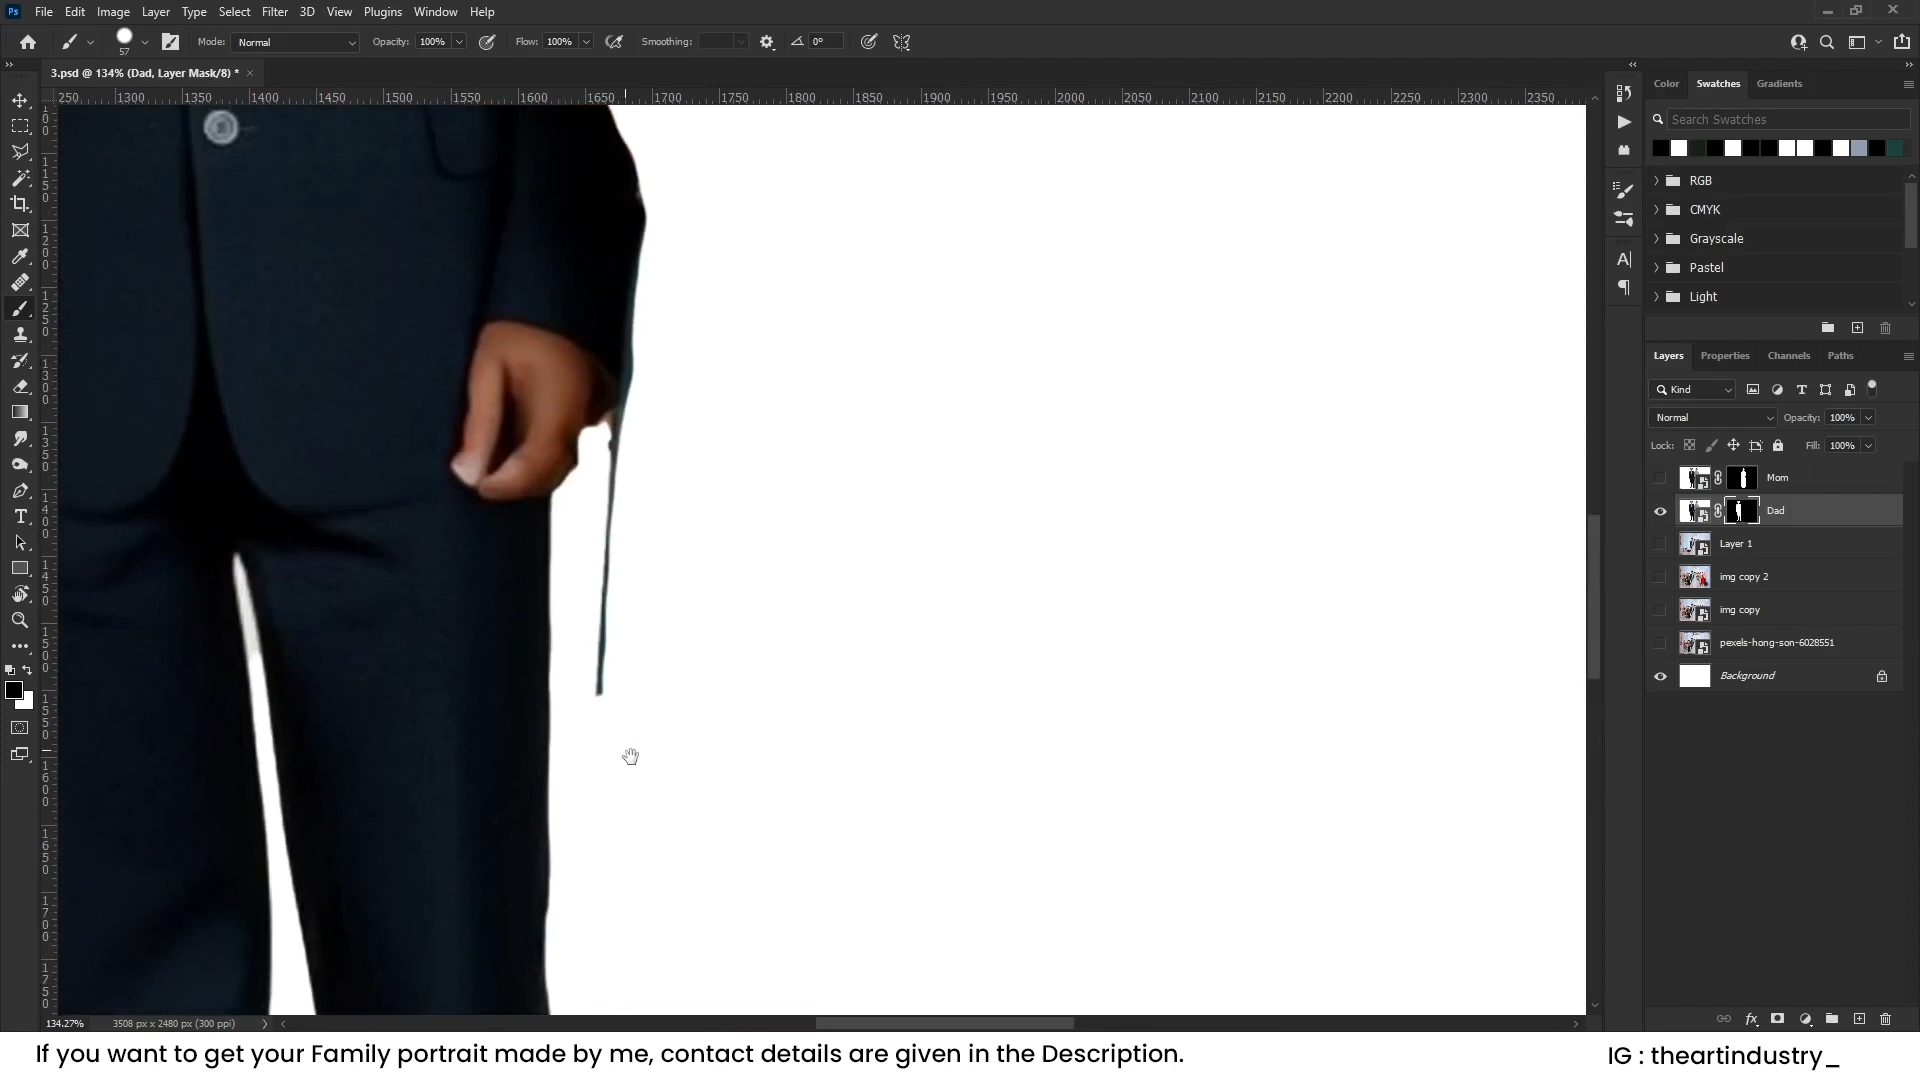 Ps File Edit Image Layer Type Select Filter 3D View Plugins Window Help
57 Mode: Normal Opacity: 100% Flow: 100% Smoothing: 0°
3.psd @ 134% (Dad, Layer Mask/8) * ×
250 1300 1350 1400 1450 1500 1550 1600 1650 1700 1750 1800 1850 1900 1950 2000 2050 2100 2150 2200 2250 2300 2350
Color Swatches Gradients
Search Swatches
RGB
CMYK
Grayscale
Pastel
Light
Layers Properties Channels Paths
Kind
Normal Opacity: 100%
Lock: Fill: 100%
Mom
Dad
Layer 1
img copy 2
img copy
pexels-hong-son-6028551
Background
fx
134.27% 3508 px x 2480 px (300 ppi)
If you want to get your Family portrait made by me, contact details are given in the Description.
IG : theartindustry_